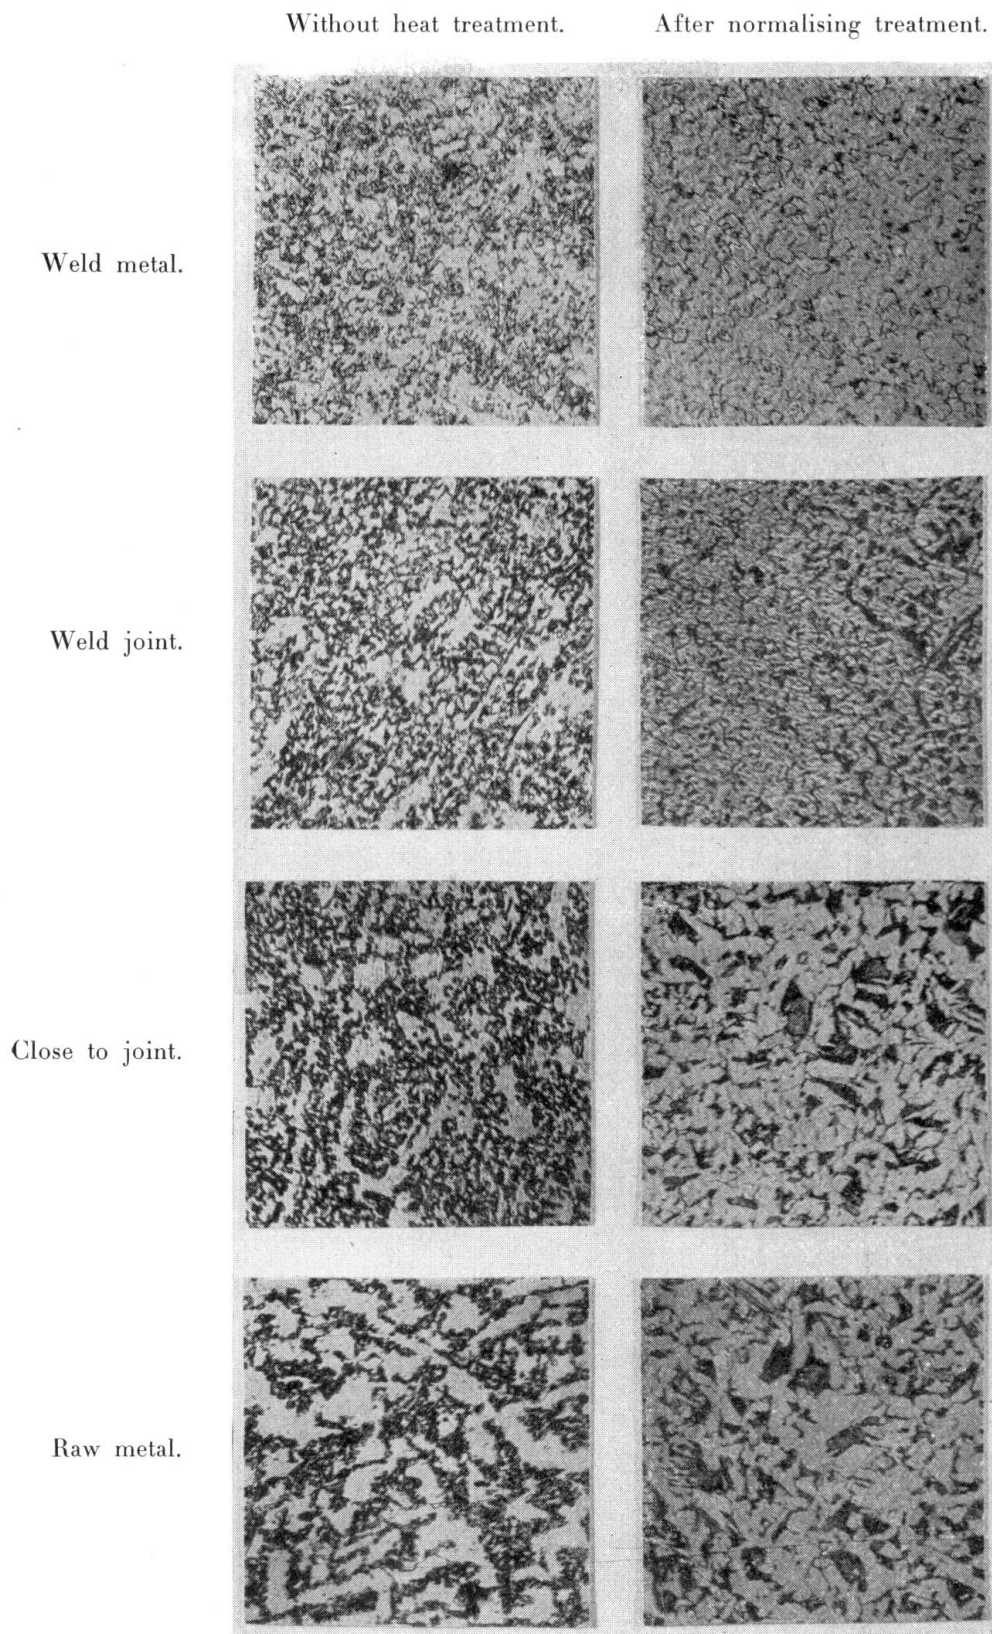 Without heat treatment.
After normalising treatment.
Weld metal.
Weld joint.
Close to joint.
Raw metal.